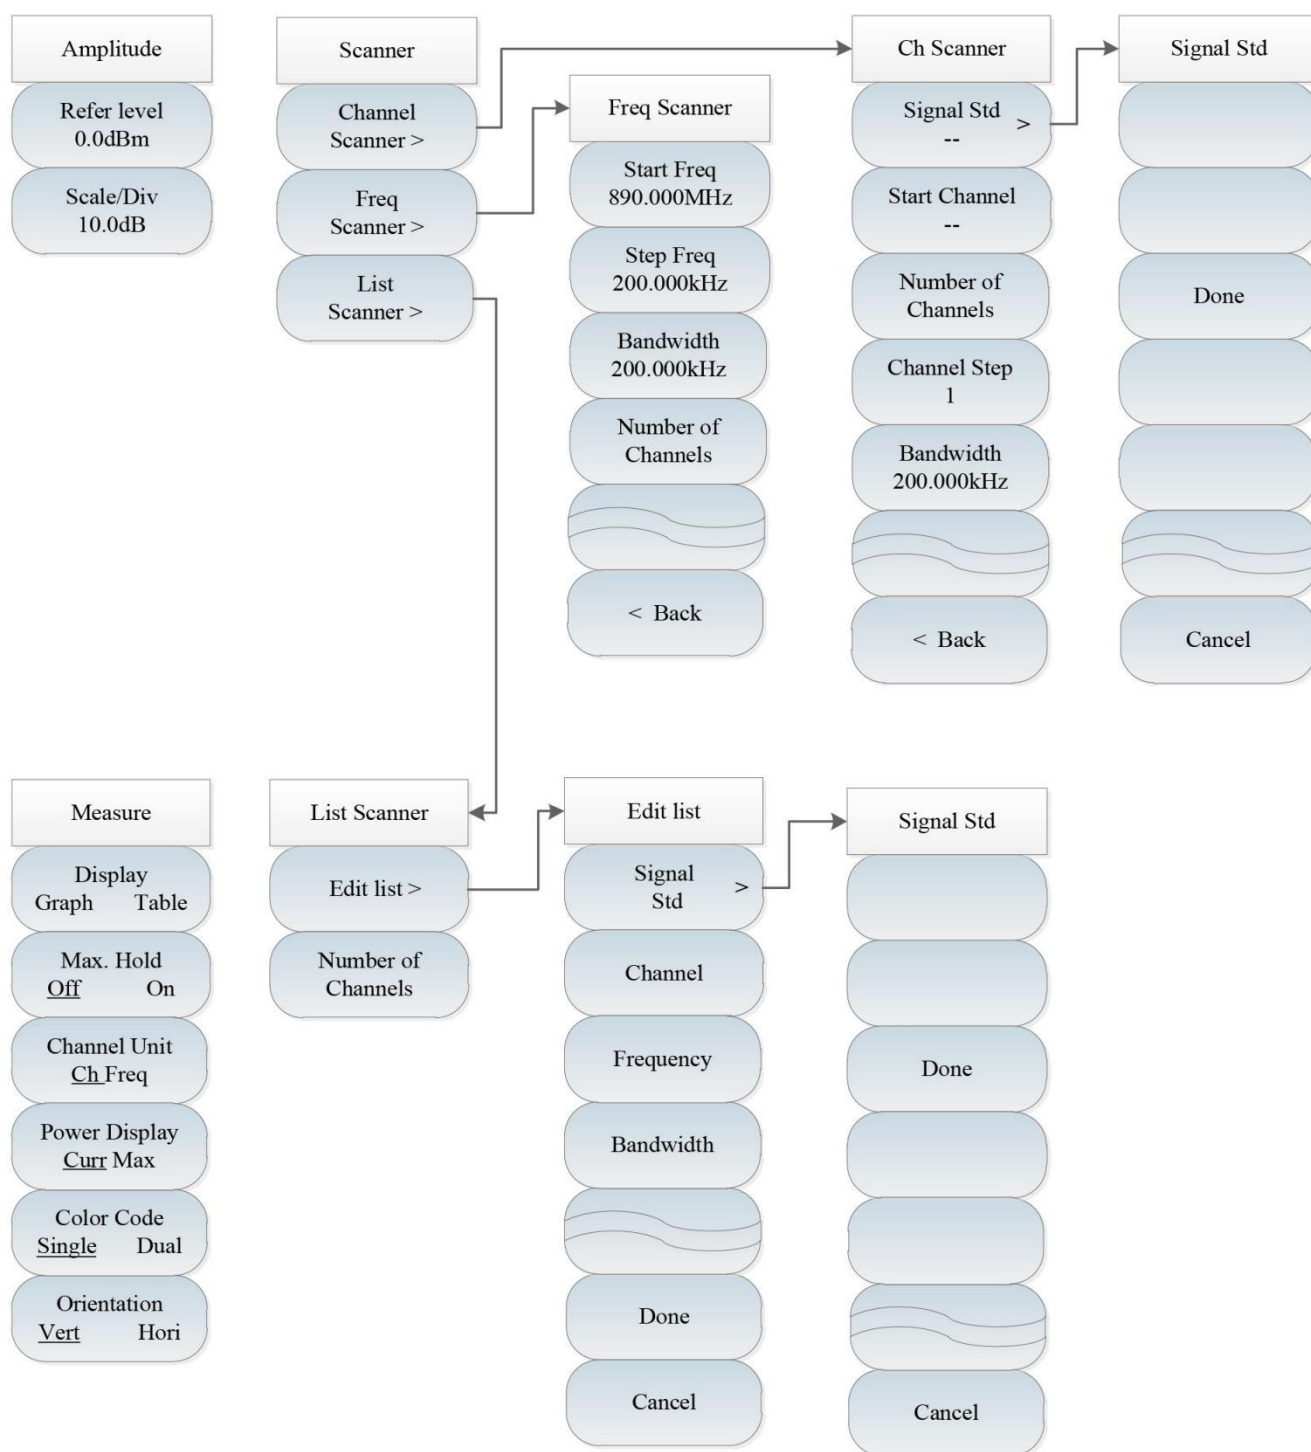 Amplitude
Refer level
0.0dBm
Scale/Div
10.0dB
Scanner
Channel
Scanner >
Freq
Scanner >
List
Scanner >
Freq Scanner
Start Freq
890.000MHz
Step Freq
200.000kHz
Bandwidth
200.000kHz
Number of
Channels
< Back
Ch Scanner
Signal Std >
--
Start Channel
--
Number of
Channels
Channel Step
1
Bandwidth
200.000kHz
< Back
Signal Std
Done
Cancel
Measure
Display
Graph Table
Max. Hold
Off On
Channel Unit
Ch Freq
Power Display
Curr Max
Color Code
Single Dual
Orientation
Vert Hori
List Scanner
Edit list >
Number of
Channels
Edit list
Signal
Std >
Channel
Frequency
Bandwidth
Done
Cancel
Signal Std
Done
Cancel